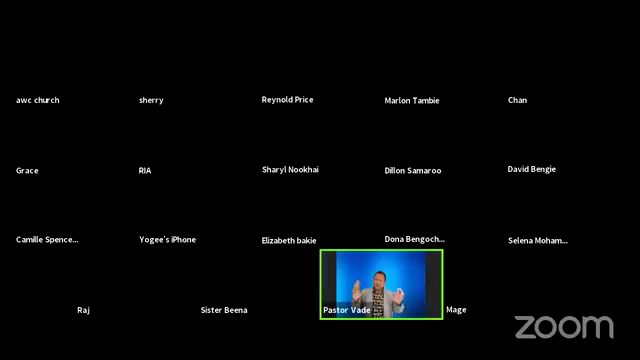 awc church
sherry
Reynold Price
Marlon Tambie
Chan
Grace
RIA
Sharyl Nookhai
Dillon Samaroo
David Bengie
Camille Spence...
Yogee's iPhone
Elizabeth bakie
Dona Bengoch...
Selena Moham...
Raj
Sister Beena
Pastor Vade
Mage
zoom